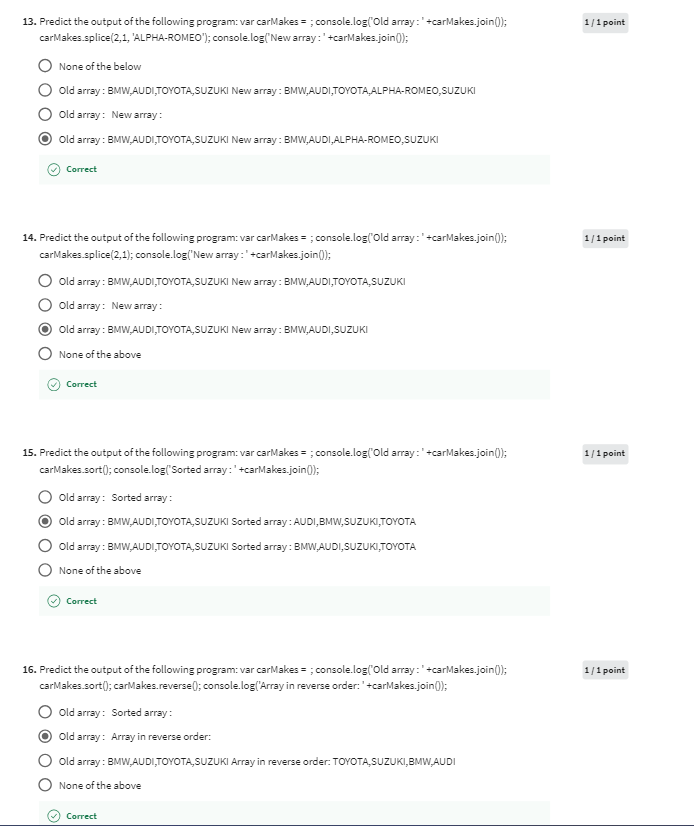 13. Predict the output of the following program: var carMakes = ; console.log('Old array : ' +carMakes.join());
1 / 1 point
carMakes.splice(2,1, 'ALPHA-ROMEO'); console.log('New array : ' +carMakes.join());
None of the below
Old array : BMW,AUDI,TOYOTA,SUZUKI New array : BMW,AUDI,TOYOTA,ALPHA-ROMEO,SUZUKI
Old array : New array :
Old array : BMW,AUDI,TOYOTA,SUZUKI New array : BMW,AUDI,ALPHA-ROMEO,SUZUKI
Correct
14. Predict the output of the following program: var carMakes = ; console.log('Old array : ' +carMakes.join());
1 / 1 point
carMakes.splice(2,1); console.log('New array : ' +carMakes.join());
Old array : BMW,AUDI,TOYOTA,SUZUKI New array : BMW,AUDI,TOYOTA,SUZUKI
Old array : New array :
Old array : BMW,AUDI,TOYOTA,SUZUKI New array : BMW,AUDI,SUZUKI
None of the above
Correct
15. Predict the output of the following program: var carMakes = ; console.log('Old array : ' +carMakes.join());
1 / 1 point
carMakes.sort(); console.log('Sorted array : ' +carMakes.join());
Old array : Sorted array :
Old array : BMW,AUDI,TOYOTA,SUZUKI Sorted array : AUDI,BMW,SUZUKI,TOYOTA
Old array : BMW,AUDI,TOYOTA,SUZUKI Sorted array : BMW,AUDI,SUZUKI,TOYOTA
None of the above
Correct
16. Predict the output of the following program: var carMakes = ; console.log('Old array : ' +carMakes.join());
1 / 1 point
carMakes.sort(); carMakes.reverse(); console.log('Array in reverse order: ' +carMakes.join());
Old array : Sorted array :
Old array : Array in reverse order:
Old array : BMW,AUDI,TOYOTA,SUZUKI Array in reverse order: TOYOTA,SUZUKI,BMW,AUDI
None of the above
Correct